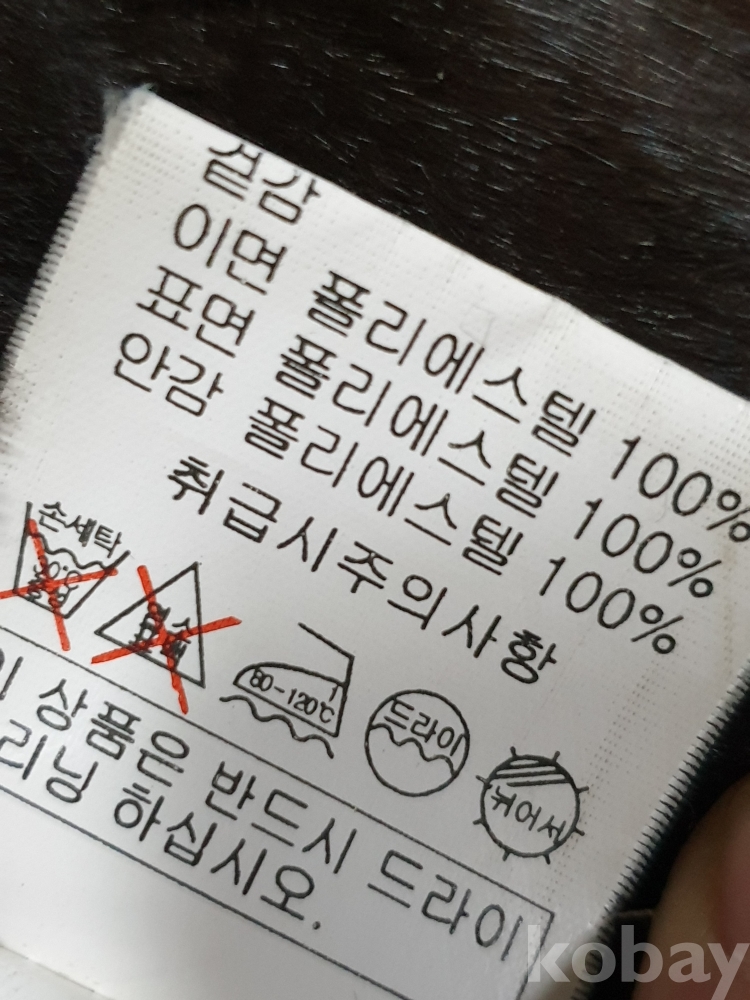 겉감
이면 폴리에스텔 100%
표면 폴리에스텔 100%
안감 폴리에스텔 100%
취급시주의사항
손세탁
80-120℃
드라이
뉘어서
이 상품은 반드시 드라이
리닝 하십시오.
kobay